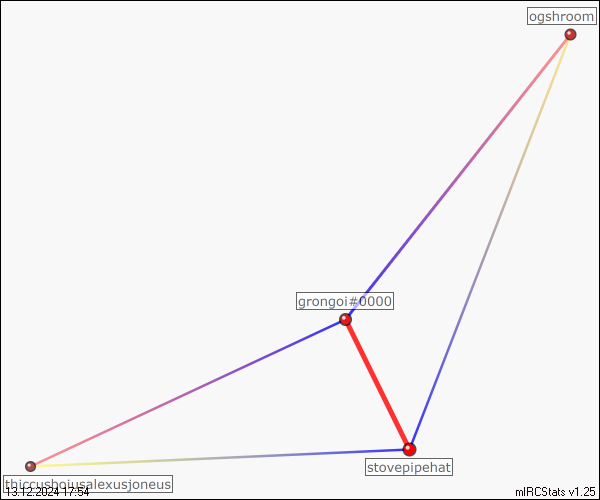 ogshroom
grongoi#0000
stovepipehat
thiccusboiusalexusjoneus
13.12.2024 17:54
mIRCStats v1.25